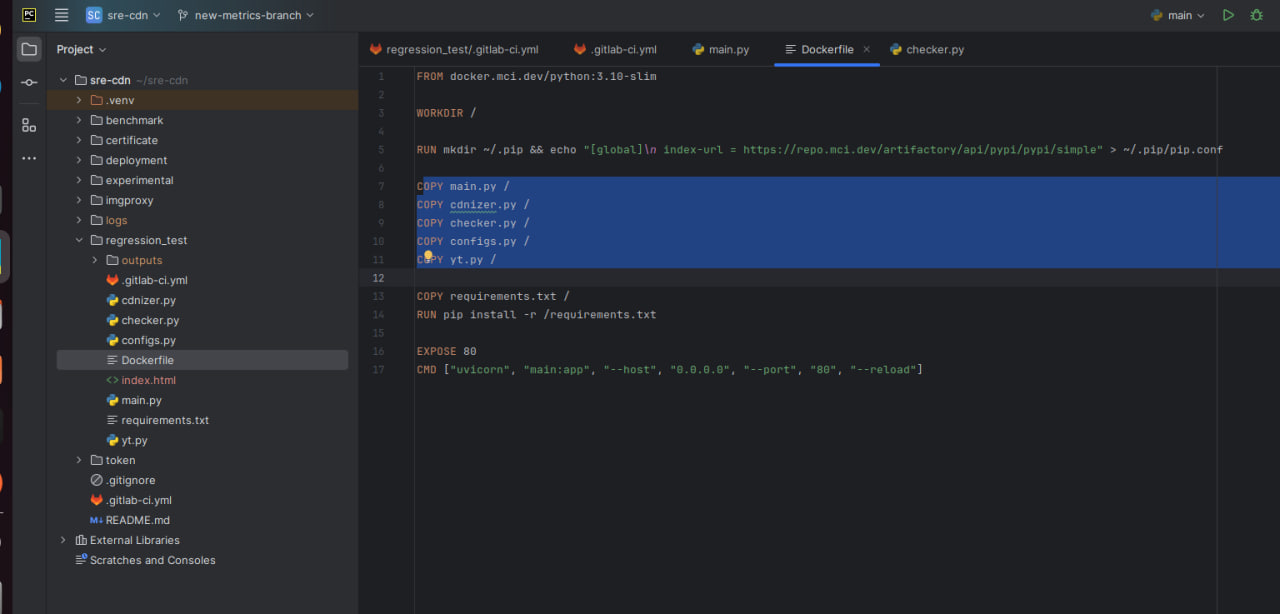 PC
SC sre-cdn new-metrics-branch main
Project
regression_test/.gitlab-ci.yml .gitlab-ci.yml main.py Dockerfile checker.py
sre-cdn ~/sre-cdn
.venv
benchmark
certificate
deployment
experimental
imgproxy
logs
regression_test
outputs
.gitlab-ci.yml
cdnizer.py
checker.py
configs.py
Dockerfile
<> index.html
main.py
requirements.txt
yt.py
token
.gitignore
.gitlab-ci.yml
M↓ README.md
External Libraries
Scratches and Consoles
1 FROM docker.mci.dev/python:3.10-slim
2
3 WORKDIR /
4
5 RUN mkdir ~/.pip && echo "[global]\n index-url = https://repo.mci.dev/artifactory/api/pypi/pypi/simple" > ~/.pip/pip.conf
6
7 COPY main.py /
8 COPY cdnizer.py /
9 COPY checker.py /
10 COPY configs.py /
11 COPY yt.py /
12
13 COPY requirements.txt /
14 RUN pip install -r /requirements.txt
15
16 EXPOSE 80
17 CMD ["uvicorn", "main:app", "--host", "0.0.0.0", "--port", "80", "--reload"]